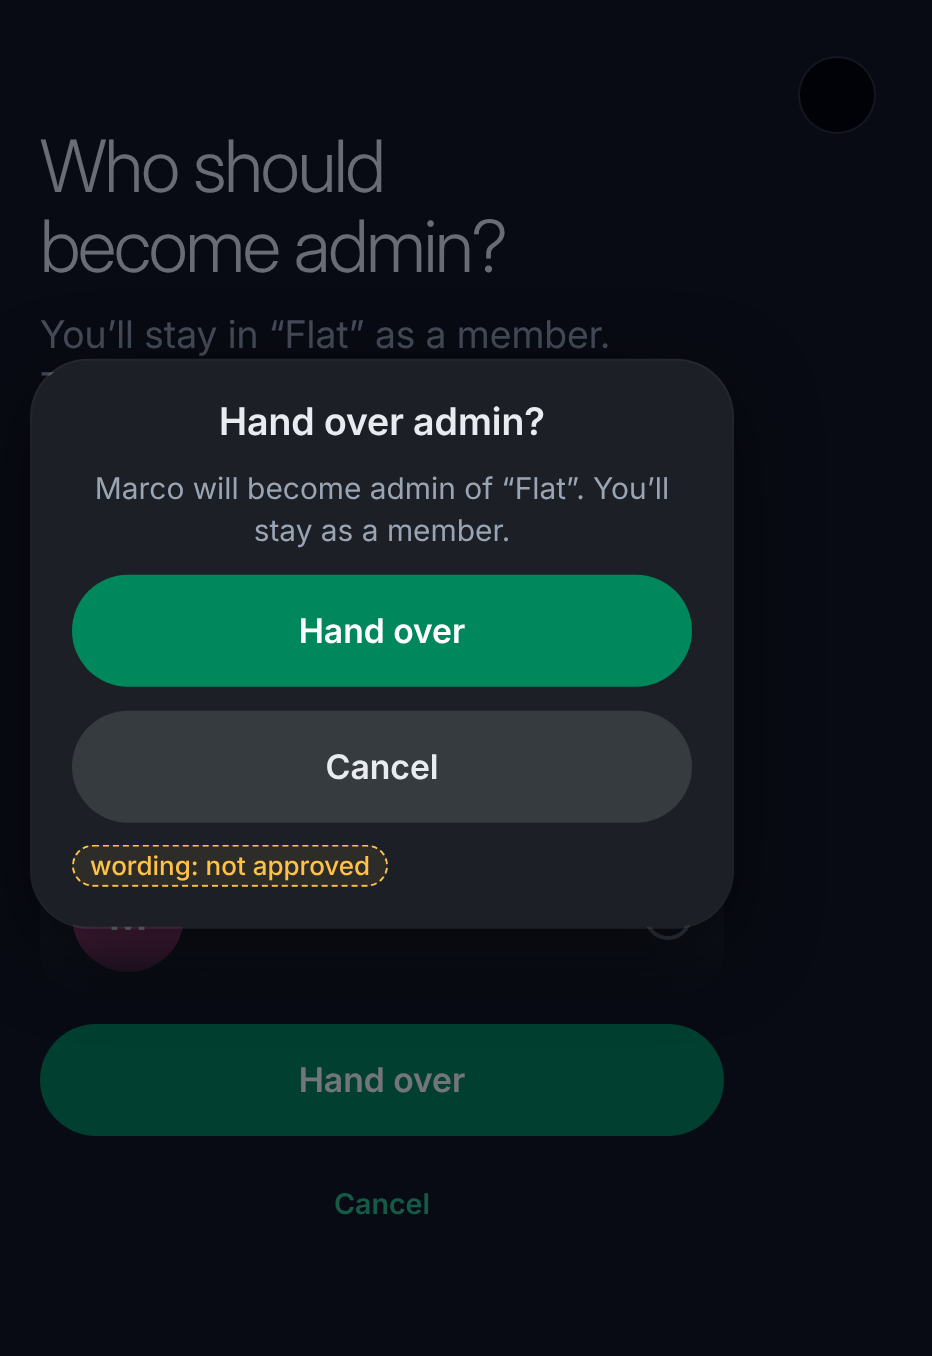 Who should
become admin?
You’ll stay in “Flat” as a member.
Hand over admin?
Marco will become admin of “Flat”. You’ll
stay as a member.
Hand over
Cancel
wording: not approved
Hand over
Cancel